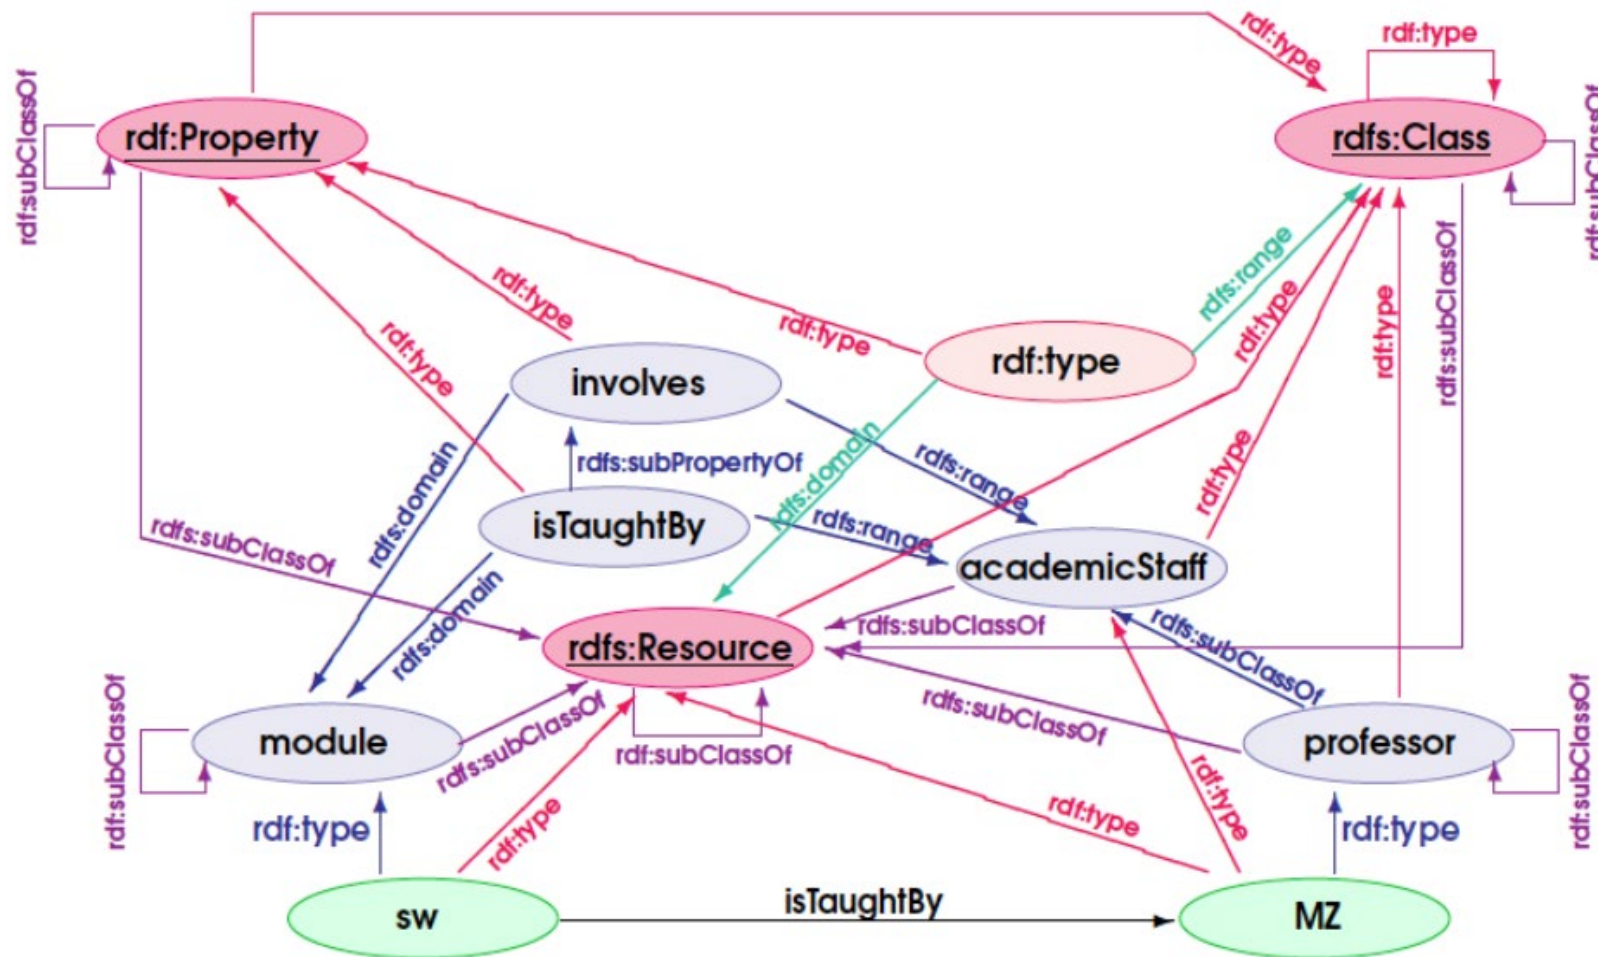 rdf:type
rdf:type
rdf:subClassOf
rdf:Property
rdfs:Class
rdf:subClassOf
rdf:type
rdf:type
rdf:type
rdfs:range
rdf:type
rdf:type
rdfs:subClassOf
rdf:type
involves
rdfs:domain
rdfs:subPropertyOf
rdfs:domain
rdfs:range
rdf:type
isTaughtBy
rdfs:range
academicStaff
rdfs:subClassOf
rdfs:domain
rdfs:Resource
rdfs:subClassOf
rdfs:subClassOf
rdf:subClassOf
module
rdfs:subClassOf
rdf:subClassOf
rdfs:subClassOf
professor
rdf:subClassOf
rdf:type
rdf:type
rdf:type
rdf:type
rdf:type
sw
isTaughtBy
MZ